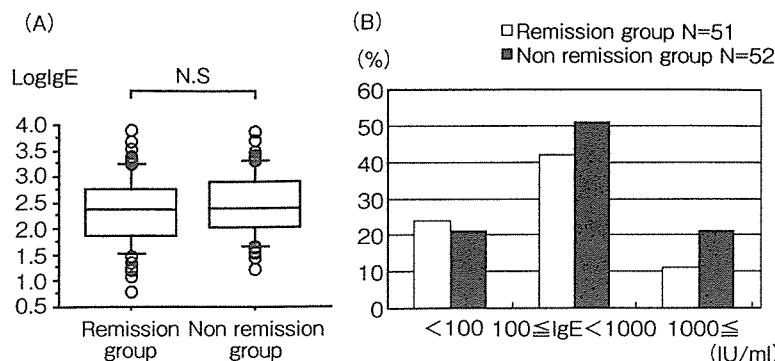 (A)
LogIgE
N.S
4.0
3.5
3.0
2.5
2.0
1.5
1.0
0.5
Remission group
Non remission group
(B)
(%)
Remission group N=51
Non remission group N=52
60
50
40
30
20
10
0
<100 100≦IgE<1000 1000≦
(IU/ml)